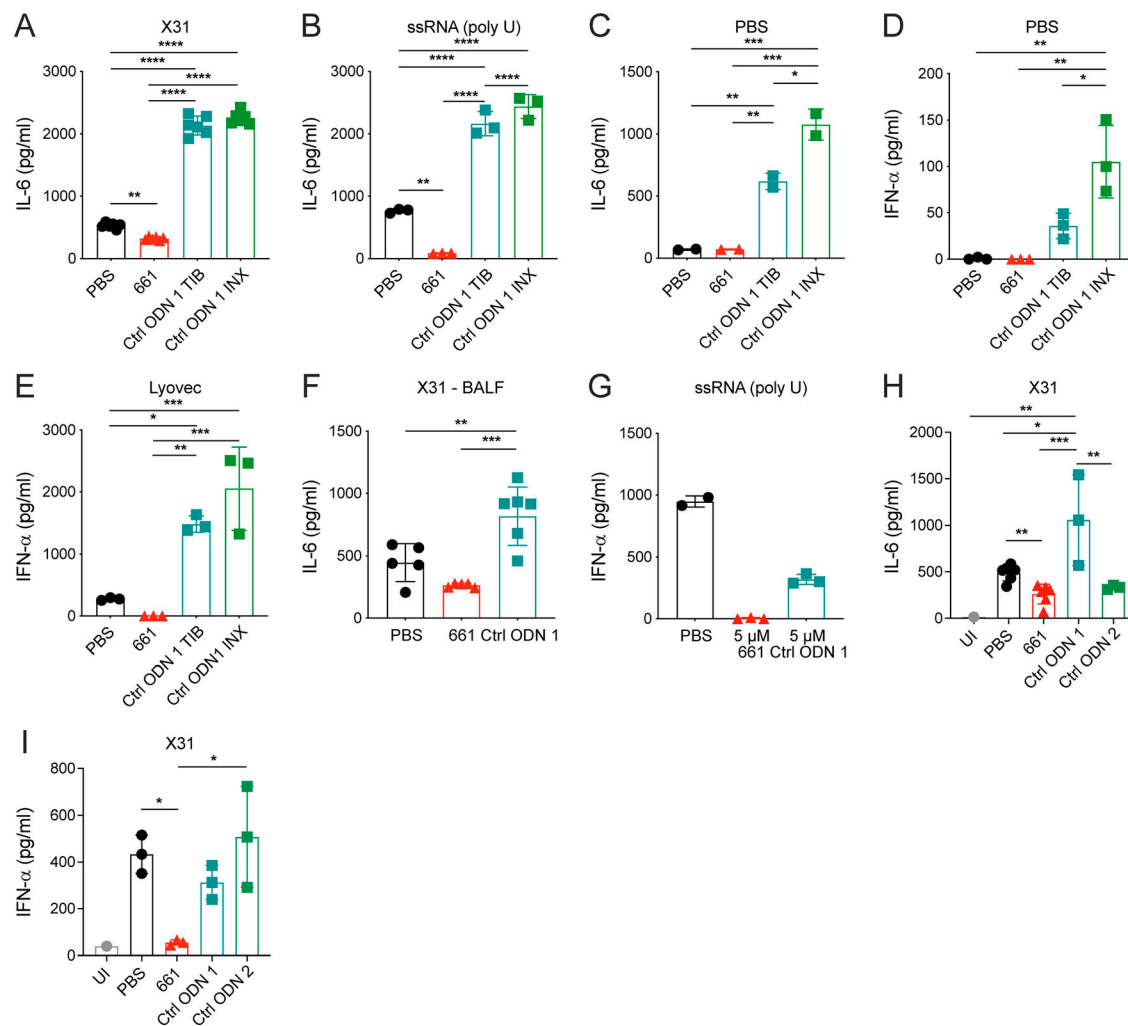 A
X31
IL-6 (pg/ml)
3000
2000
1000
0
****
****
****
****
**
PBS
661
Ctrl ODN 1 TIB
Ctrl ODN 1 INX
B
ssRNA (poly U)
IL-6 (pg/ml)
3000
2000
1000
0
****
****
****
****
**
PBS
661
Ctrl ODN 1 TIB
Ctrl ODN 1 INX
C
PBS
IL-6 (pg/ml)
1500
1000
500
0
***
***
*
**
**
PBS
661
Ctrl ODN 1 TIB
Ctrl ODN 1 INX
D
PBS
IFN-α (pg/ml)
200
150
100
50
0
**
**
*
PBS
661
Ctrl ODN 1 TIB
Ctrl ODN 1 INX
E
Lyovec
IFN-α (pg/ml)
3000
2000
1000
0
***
*
***
**
PBS
661
Ctrl ODN 1 TIB
Ctrl ODN1 INX
F
X31 - BALF
IL-6 (pg/ml)
1500
1000
500
0
**
***
PBS
661
Ctrl ODN 1
G
ssRNA (poly U)
IFN-α (pg/ml)
1500
1000
500
0
PBS
5 µM
661
5 µM
Ctrl ODN 1
H
X31
IL-6 (pg/ml)
2000
1500
1000
500
0
**
*
***
**
**
UI
PBS
661
Ctrl ODN 1
Ctrl ODN 2
I
X31
IFN-α (pg/ml)
800
600
400
200
0
*
*
UI
PBS
661
Ctrl ODN 1
Ctrl ODN 2